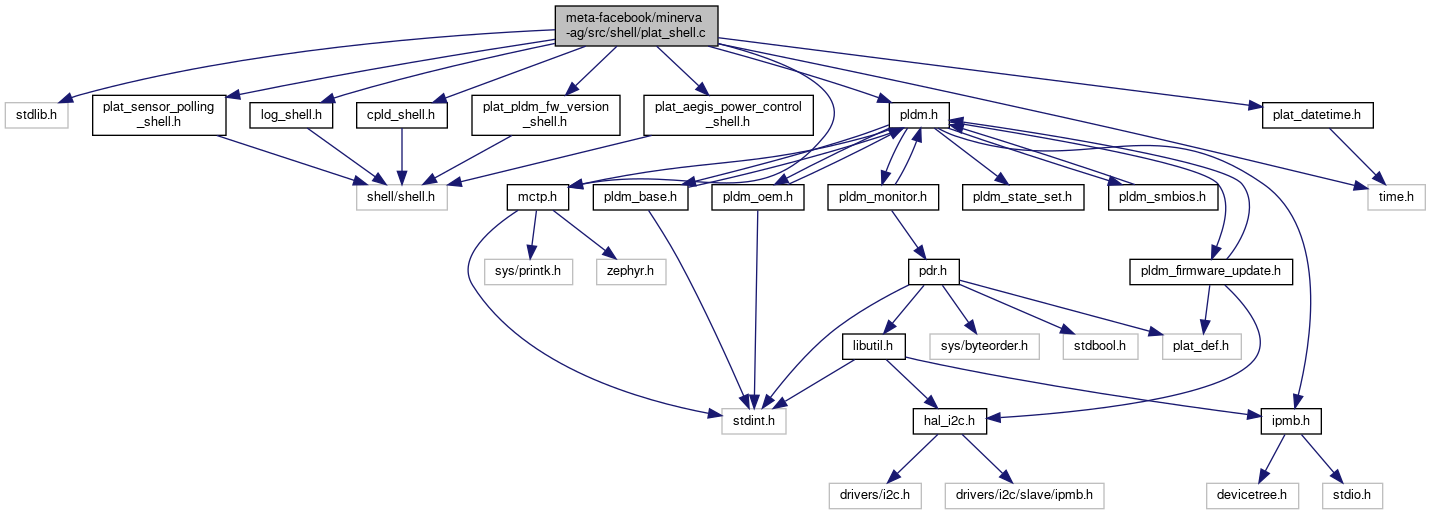 meta-facebook/minerva
-ag/src/shell/plat_shell.c
stdlib.h
plat_sensor_polling
_shell.h
log_shell.h
cpld_shell.h
plat_pldm_fw_version
_shell.h
plat_aegis_power_control
_shell.h
pldm.h
plat_datetime.h
shell/shell.h
mctp.h
pldm_base.h
pldm_oem.h
pldm_monitor.h
pldm_state_set.h
pldm_smbios.h
time.h
sys/printk.h
zephyr.h
pdr.h
pldm_firmware_update.h
libutil.h
sys/byteorder.h
stdbool.h
plat_def.h
stdint.h
hal_i2c.h
ipmb.h
drivers/i2c.h
drivers/i2c/slave/ipmb.h
devicetree.h
stdio.h